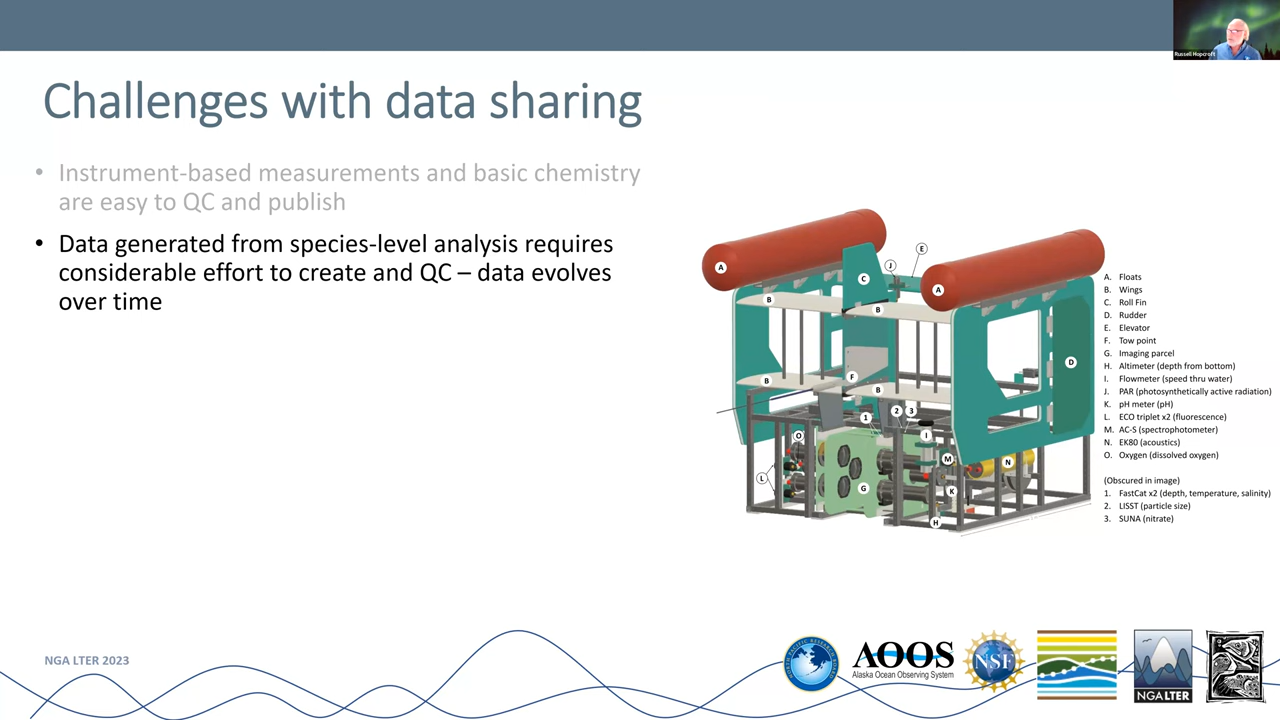 Russell Hopcroft
Challenges with data sharing
• Instrument-based measurements and basic chemistry
are easy to QC and publish
• Data generated from species-level analysis requires
considerable effort to create and QC – data evolves
over time
A
A
B
B
B
B
C
D
E
F
G
H
I
J
K
L
M
N
O
1
2
3
A. Floats
B. Wings
C. Roll Fin
D. Rudder
E. Elevator
F. Tow point
G. Imaging parcel
H. Altimeter (depth from bottom)
I. Flowmeter (speed thru water)
J. PAR (photosynthetically active radiation)
K. pH meter (pH)
L. ECO triplet x2 (fluorescence)
M. AC-S (spectrophotometer)
N. EK80 (acoustics)
O. Oxygen (dissolved oxygen)
(Obscured in image)
1. FastCat x2 (depth, temperature, salinity)
2. LISST (particle size)
3. SUNA (nitrate)
NGA LTER 2023
AOOS
Alaska Ocean Observing System
NSF
NGALTER